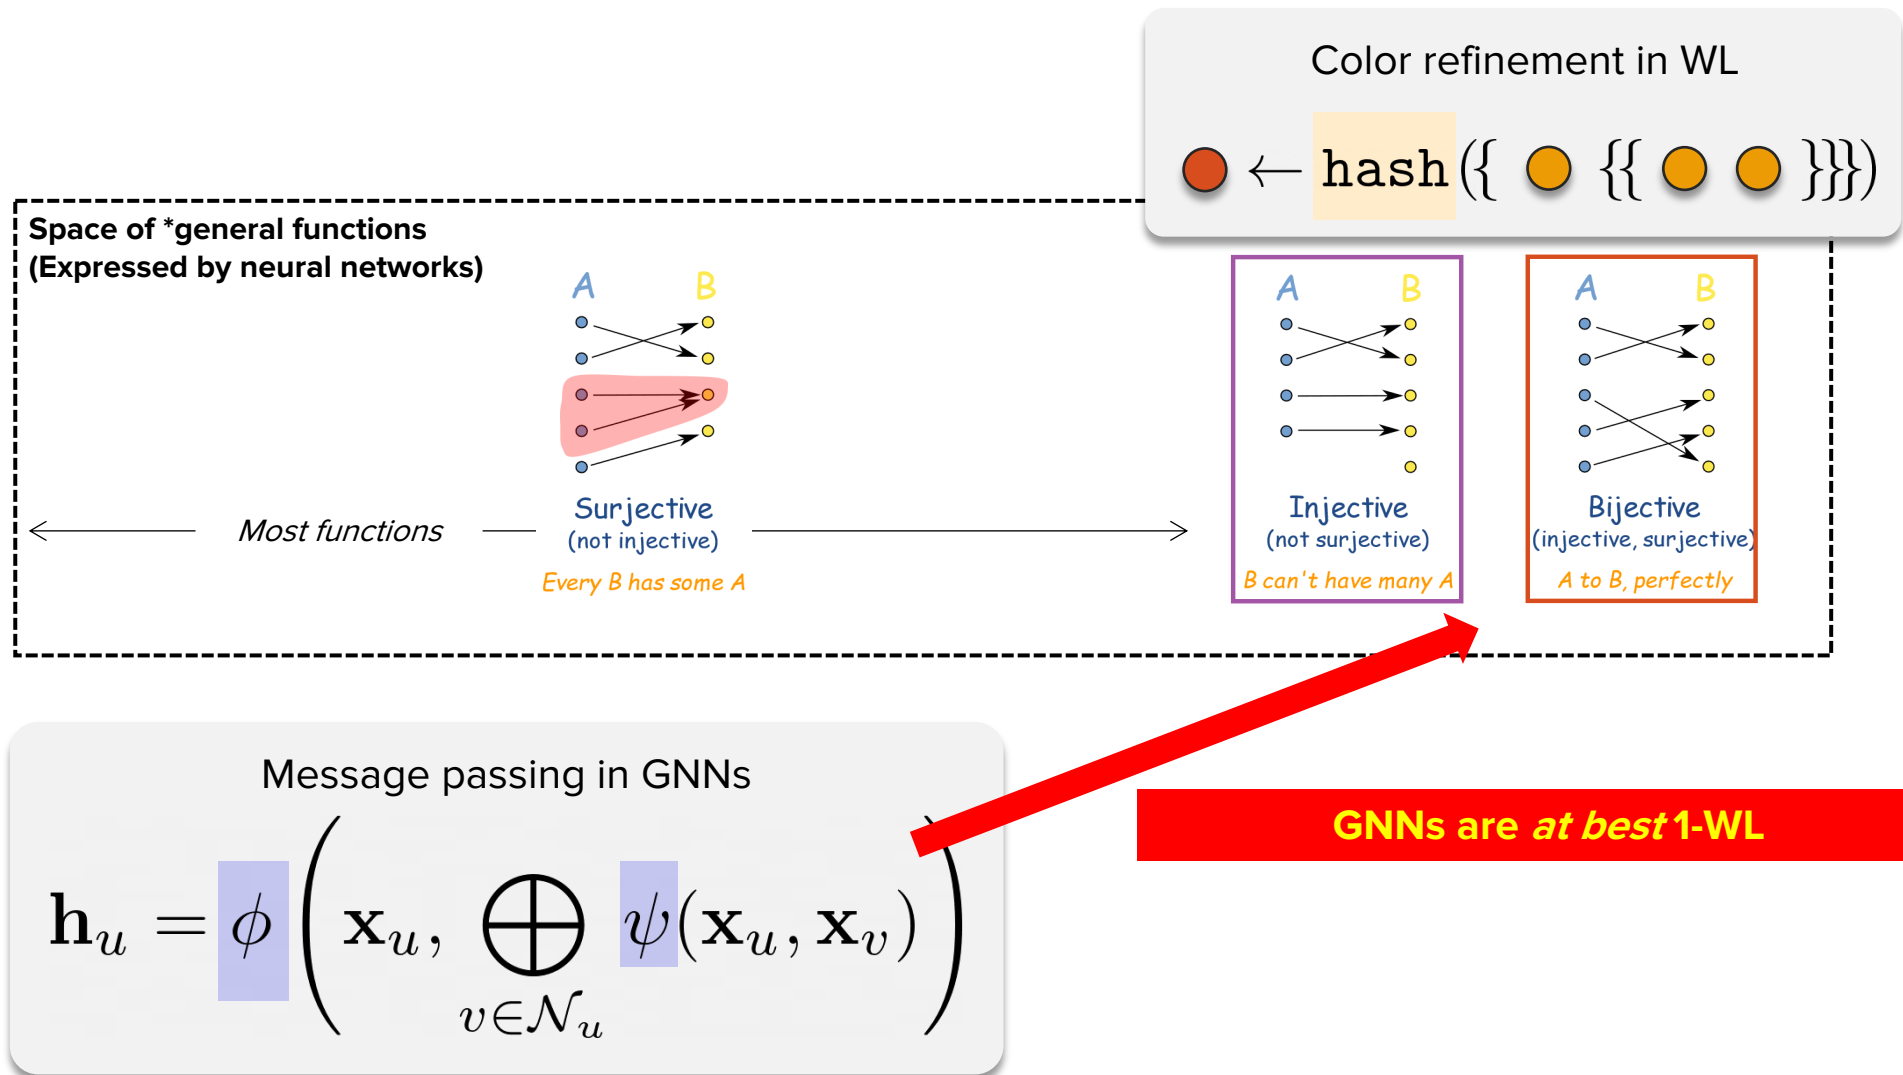 Color refinement in WL
← hash({ {{ }}})
Space of *general functions
(Expressed by neural networks)
A B
Surjective
(not injective)
Every B has some A
Most functions
A B
Injective
(not surjective)
B can't have many A
A B
Bijective
(injective, surjective)
A to B, perfectly
Message passing in GNNs
h_u = ϕ ( x_u, ⊕_{v∈𝒩_u} ψ(x_u, x_v) )
GNNs are at best 1-WL